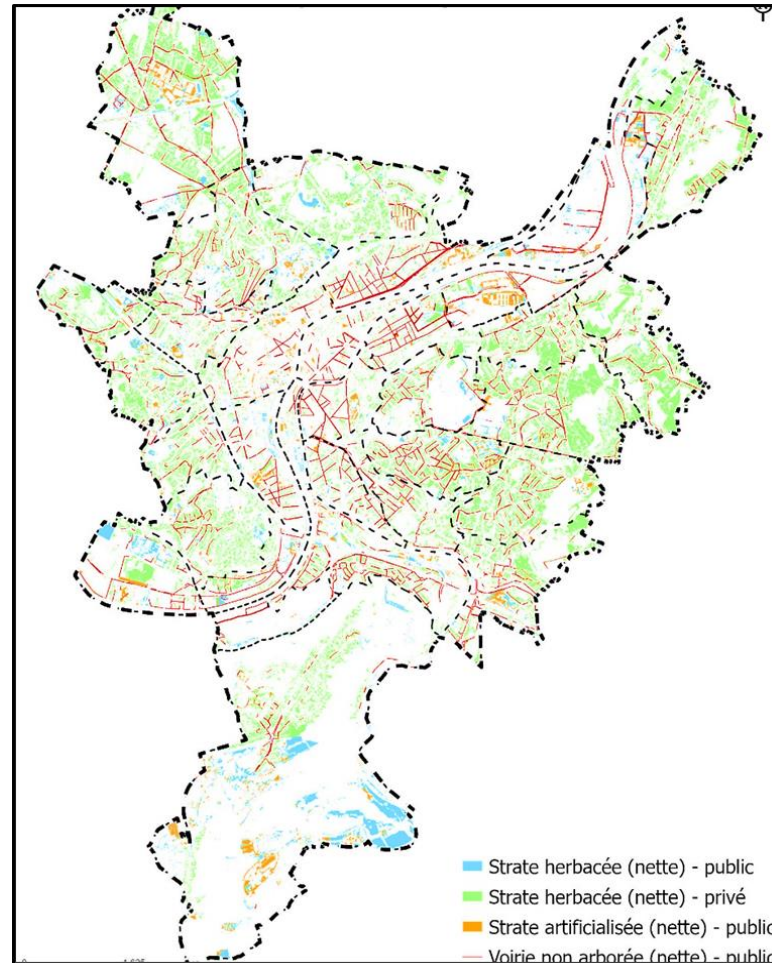 Strate herbacée (nette) - public
Strate herbacée (nette) - privé
Strate artificialisée (nette) - public
Voirie non arborée (nette) - public